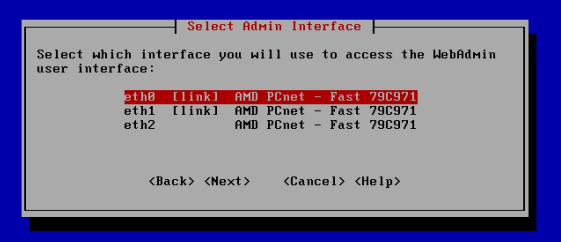 Select Admin Interface
Select which interface you will use to access the WebAdmin
user interface:
eth0 [link] AMD PCnet - Fast 79C971
eth1 [link] AMD PCnet - Fast 79C971
eth2 AMD PCnet - Fast 79C971
<Back> <Next> <Cancel> <Help>